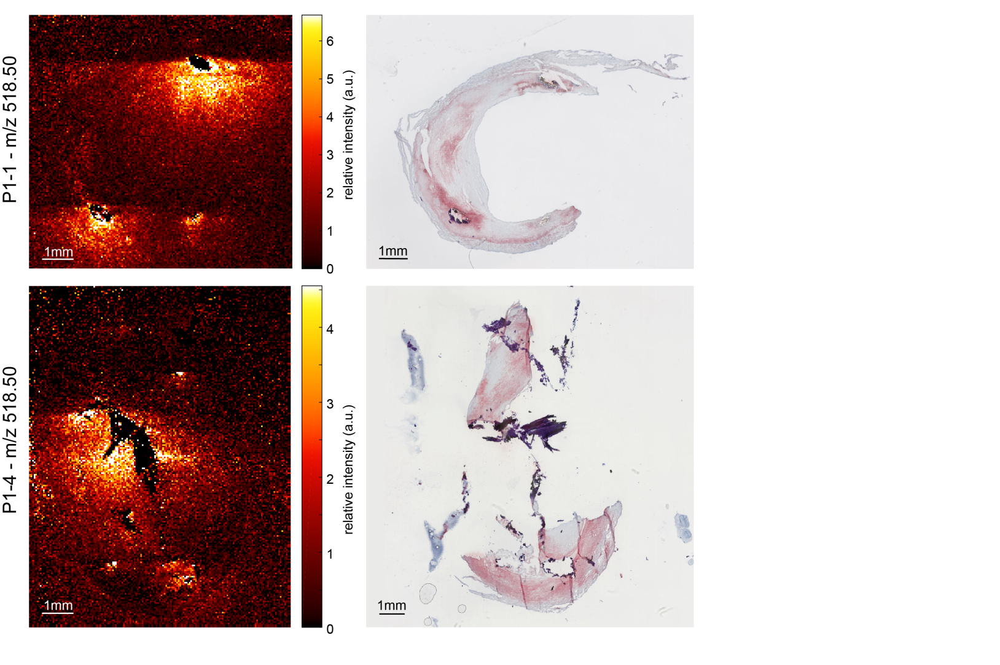 P1-1 - m/z 518.50
6
5
4
3
2
1
0
relative intensity (a.u.)
1mm
1mm
P1-4 - m/z 518.50
4
3
2
1
0
relative intensity (a.u.)
1mm
1mm